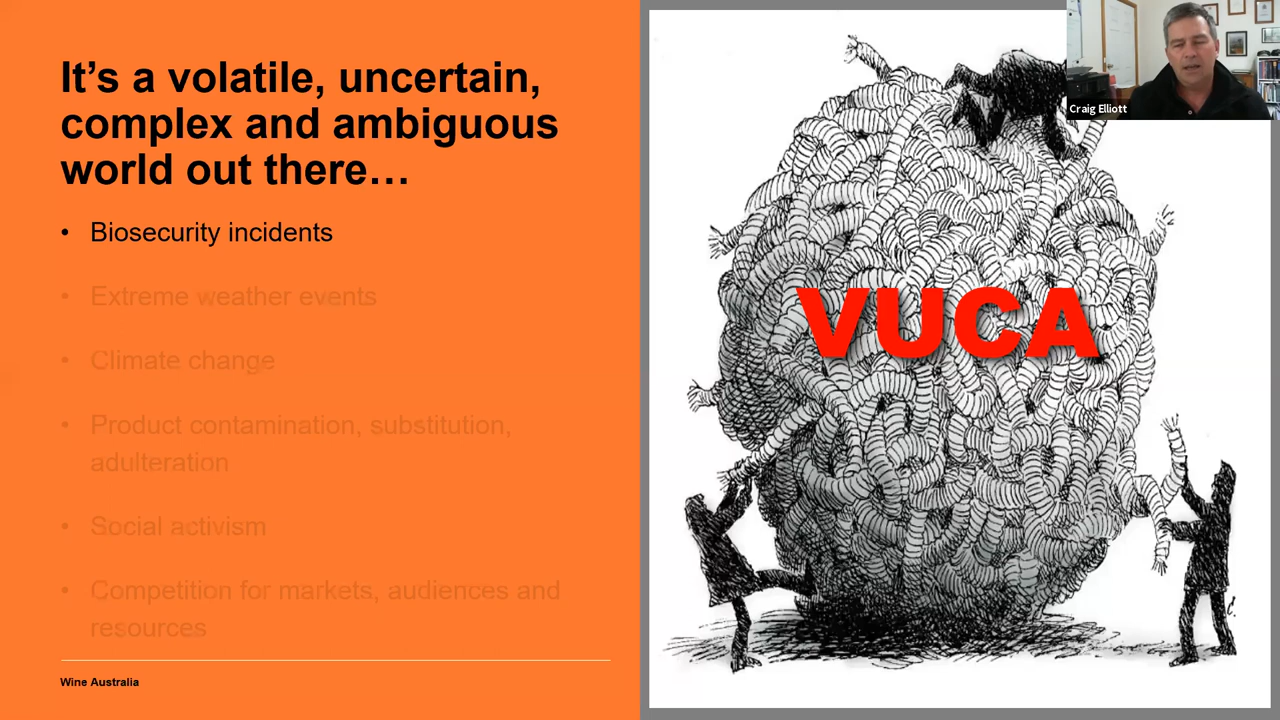 It’s a volatile, uncertain,
complex and ambiguous
world out there…
• Biosecurity incidents
• Extreme weather events
• Climate change
• Product contamination, substitution,
adulteration
• Social activism
• Competition for markets, audiences and
resources
Wine Australia
VUCA
Craig Elliott